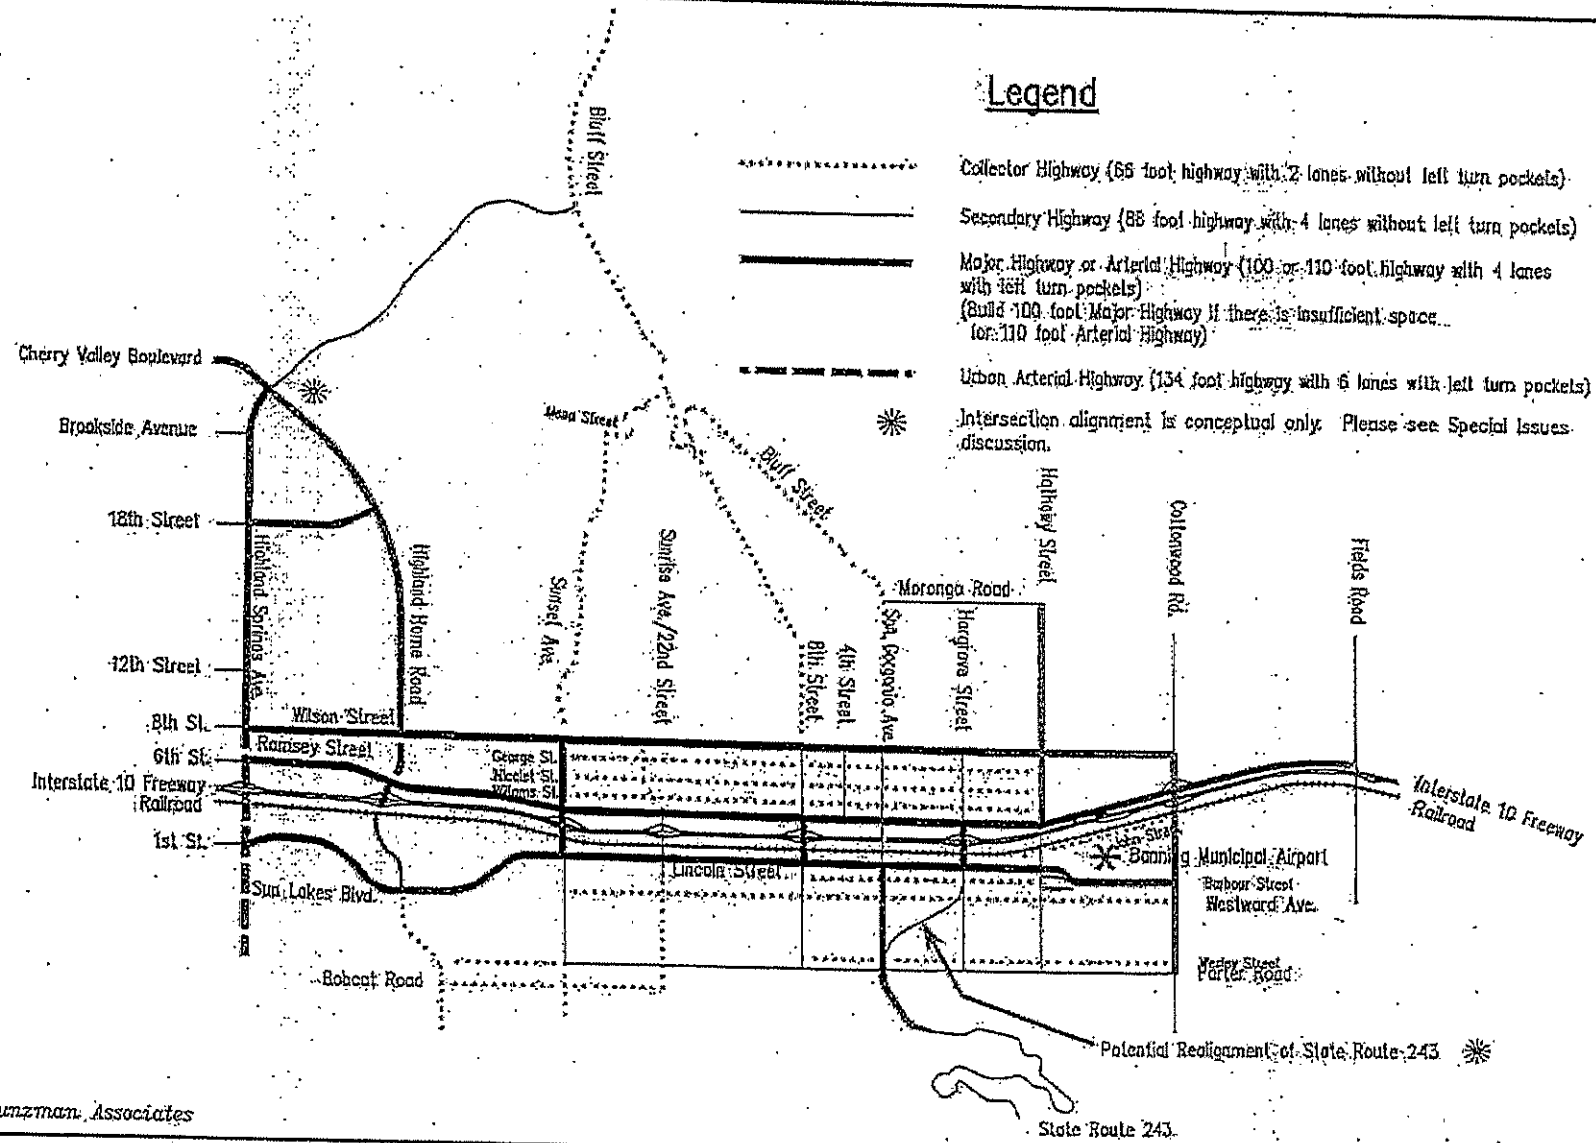 Legend
Collector Highway (66 foot highway with 2 lanes without left turn pockets)
Secondary Highway (88 foot highway with 4 lanes without left turn pockets)
Major Highway or Arterial Highway (100 or 110 foot highway with 4 lanes
with left turn pockets)
(Build 100 foot Major Highway if there is insufficient space
for 110 foot Arterial Highway)
Urban Arterial Highway (134 foot highway with 6 lanes with left turn pockets)
Intersection alignment is conceptual only. Please see Special Issues
discussion.
Bluff Street
Cherry Valley Boulevard
Brookside Avenue
18th Street
12th Street
8th St.
6th St.
Interstate 10 Freeway
Railroad
1st St.
Highland Springs Ave.
Highland Home Road
Wilson Street
Ramsey Street
Sun Lakes Blvd.
Bobcat Road
Mesa Street
Sunset Ave.
Sunrise Ave./22nd Street
Bluff Street
8th Street
4th Street
San Gorgonio Ave.
Hargrave Street
Morongo Road
Hathway Street
Cottonwood Rd.
Fields Road
George St.
Nicolet St.
Wiliams St.
Lincoln Street
Interstate 10 Freeway
Railroad
Banning Municipal Airport
Barbour Street
Westward Ave.
Wesley Street
Porter Road
Potential Realigament of State Route 243
State Route 243
Associates